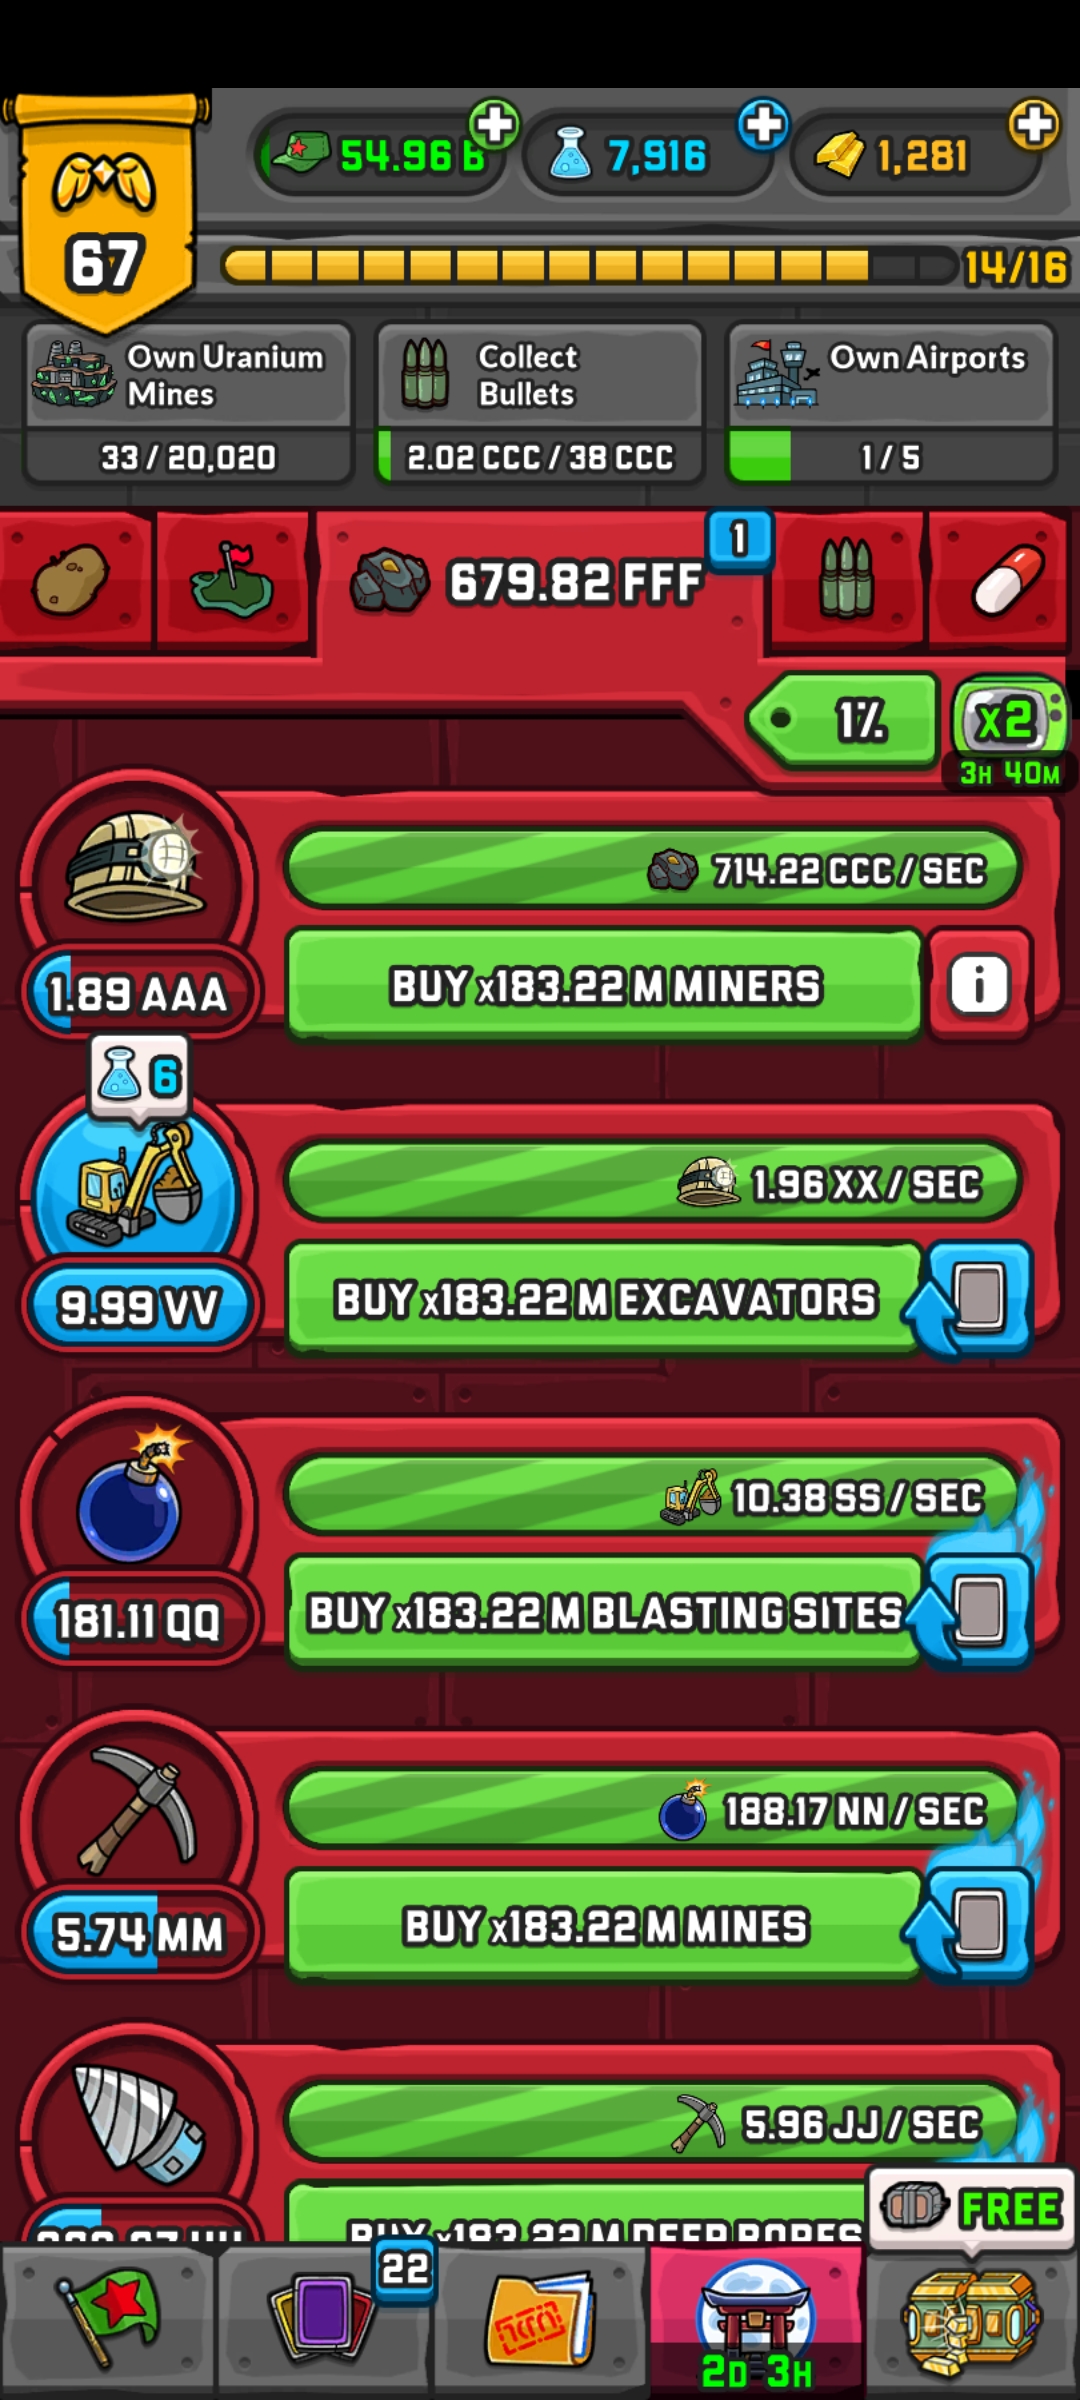 54.96 B
7,916
1,281
67
14/16
Own Uranium
Mines
33 / 20,020
Collect
Bullets
2.02 CCC / 38 CCC
Own Airports
1 / 5
679.82 FFF
1
1%
x2
3H 40M
714.22 CCC / SEC
1.89 AAA
BUY x183.22 M MINERS
i
6
1.96 XX / SEC
9.99 VV
BUY x183.22 M EXCAVATORS
10.38 SS / SEC
181.11 QQ
BUY x183.22 M BLASTING SITES
188.17 NN / SEC
5.74 MM
BUY x183.22 M MINES
5.96 JJ / SEC
BUY x183.22 M DEEP BORES
FREE
22
2D 3H